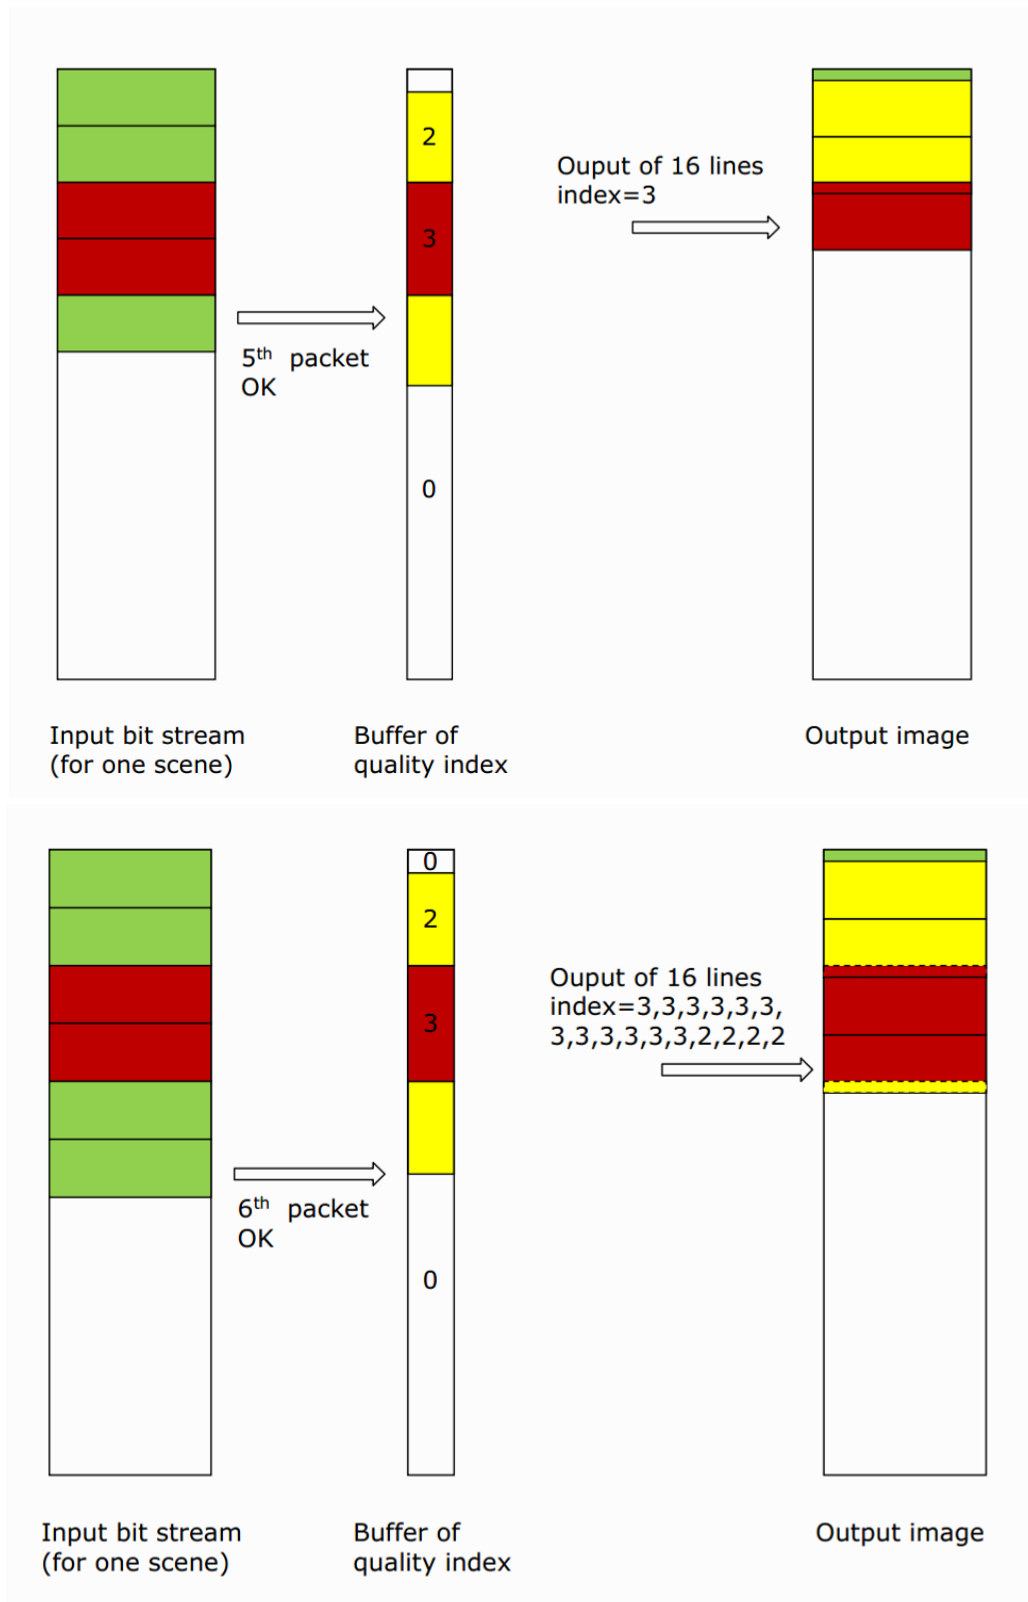 2
Ouput of 16 lines
index=3
3
5th packet
OK
0
Input bit stream
(for one scene)
Buffer of
quality index
Output image
0
2
Ouput of 16 lines
index=3,3,3,3,3,3,
3,3,3,3,3,3,2,2,2,2
3
6th packet
OK
0
Input bit stream
(for one scene)
Buffer of
quality index
Output image